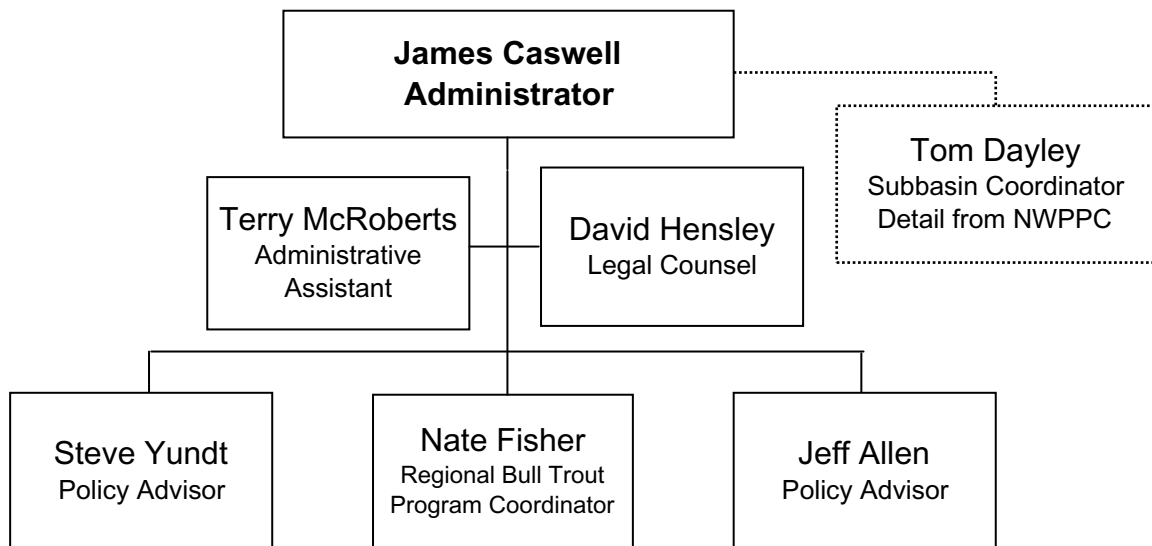 James Caswell
Administrator
Tom Dayley
Subbasin Coordinator
Detail from NWPPC
Terry McRoberts
Administrative
Assistant
David Hensley
Legal Counsel
Steve Yundt
Policy Advisor
Nate Fisher
Regional Bull Trout
Program Coordinator
Jeff Allen
Policy Advisor